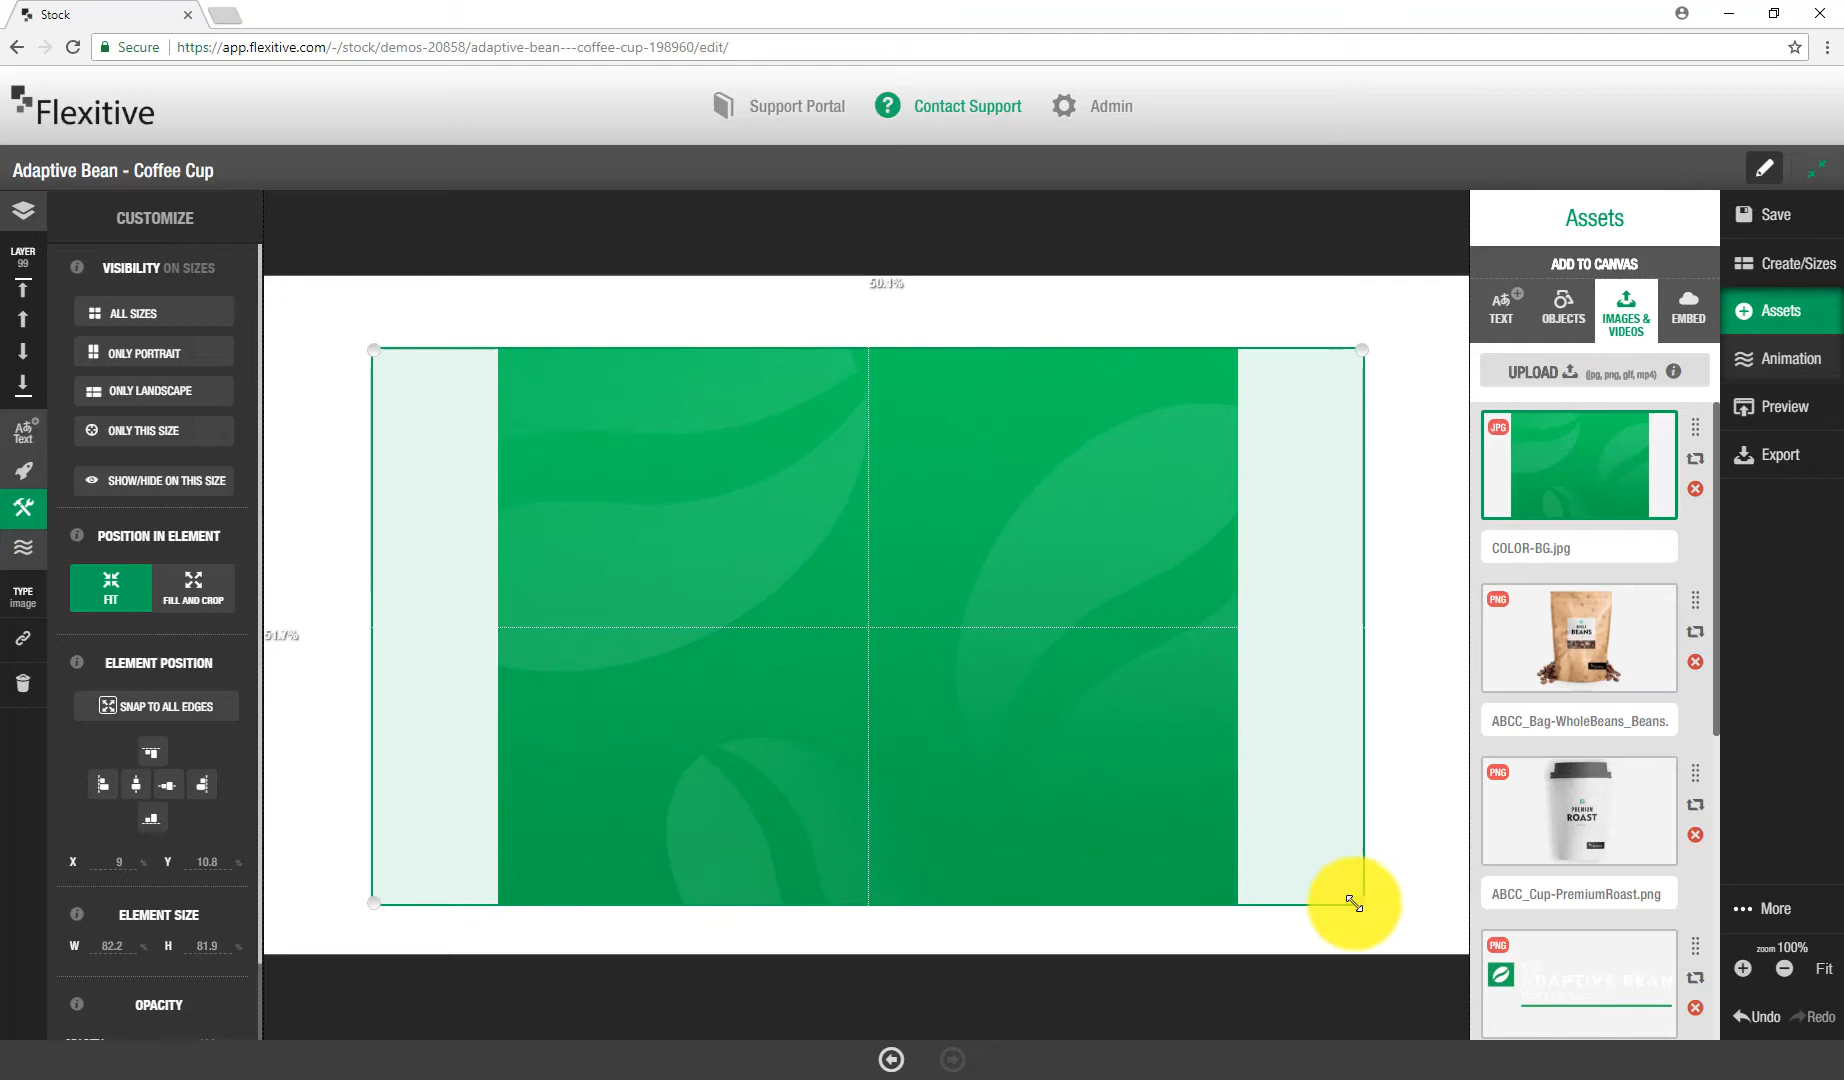 Stock
Secure https://app.flexitive.com/-/stock/demos-20858/adaptive-bean---coffee-cup-198960/edit/
Flexitive
Support Portal
Contact Support
Admin
Adaptive Bean - Coffee Cup
LAYER
99
Text
TYPE
image
CUSTOMIZE
VISIBILITY ON SIZES
ALL SIZES
ONLY PORTRAIT
ONLY LANDSCAPE
ONLY THIS SIZE
SHOW/HIDE ON THIS SIZE
POSITION IN ELEMENT
FIT
FILL AND CROP
ELEMENT POSITION
SNAP TO ALL EDGES
X 9 % Y 10.8 %
ELEMENT SIZE
W 82.2 % H 81.9 %
OPACITY
50.1%
51.7%
Assets
ADD TO CANVAS
TEXT
OBJECTS
IMAGES &
VIDEOS
EMBED
UPLOAD (jpg, png, gif, mp4)
JPG
COLOR-BG.jpg
PNG
WHOLE
BEANS
ABCC_Bag-WholeBeans_Beans.
PNG
PREMIUM
ROAST
ABCC_Cup-PremiumRoast.png
PNG
ADAPTIVE BEAN
Save
Create/Sizes
Assets
Animation
Preview
Export
More
zoom 100%
Fit
Undo
Redo